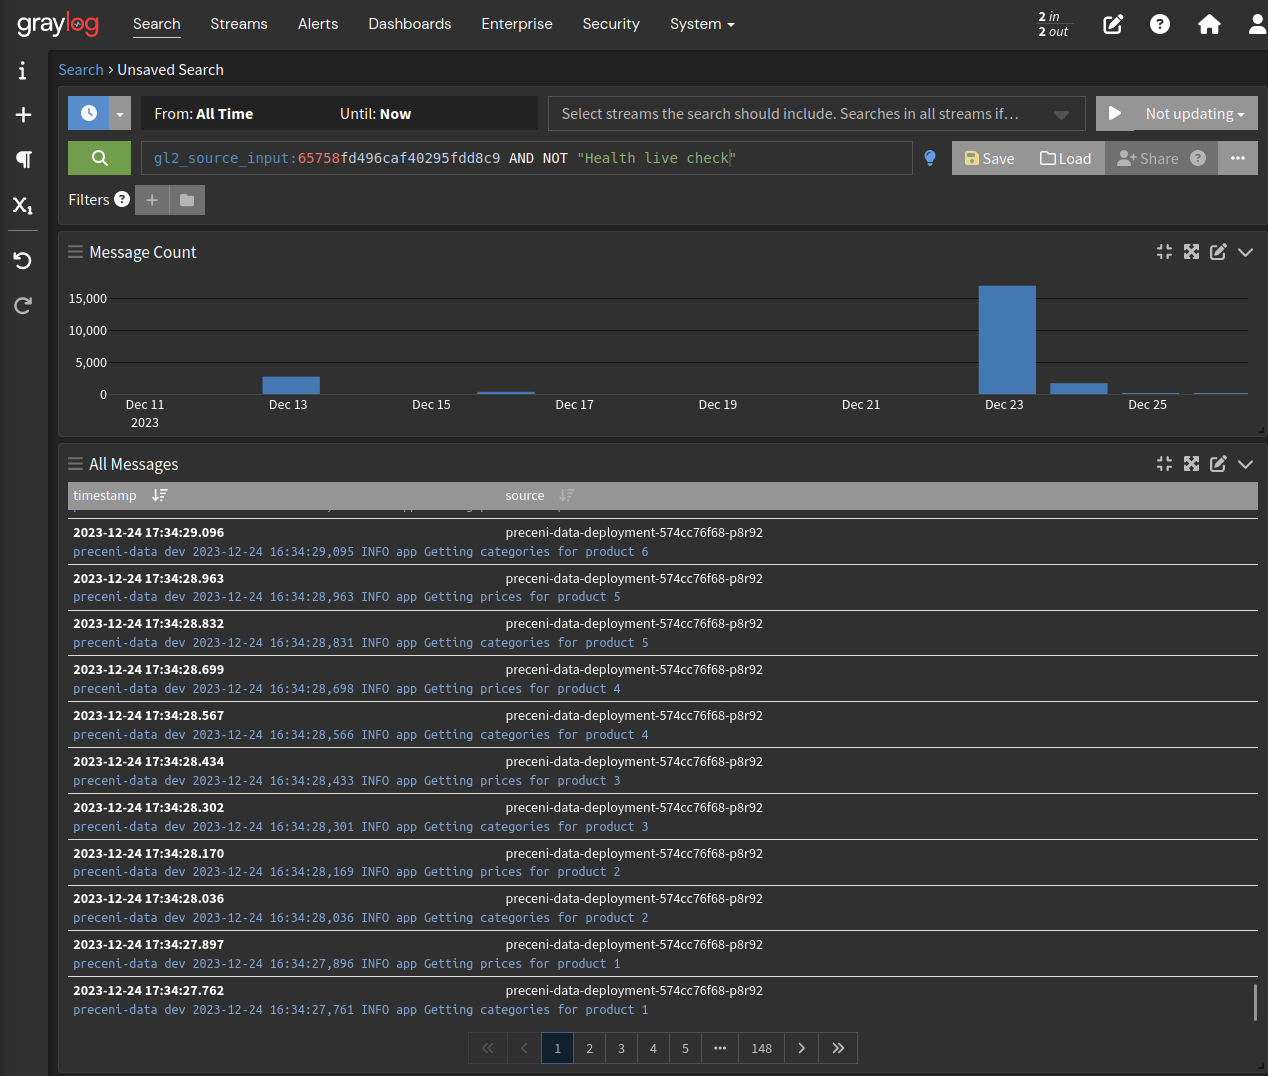 graylog Search Streams Alerts Dashboards Enterprise Security System 2 in
2 out
Search › Unsaved Search
From: All Time Until: Now Select streams the search should include. Searches in all streams if… Not updating
gl2_source_input:65758fd496caf40295fdd8c9 AND NOT "Health live check" Save Load Share
Filters
Message Count
15,000
10,000
5,000
0
Dec 11 Dec 13 Dec 15 Dec 17 Dec 19 Dec 21 Dec 23 Dec 25
2023
All Messages
timestamp source
2023-12-24 17:34:29.096 preceni-data-deployment-574cc76f68-p8r92
preceni-data dev 2023-12-24 16:34:29,095 INFO app Getting categories for product 6
2023-12-24 17:34:28.963 preceni-data-deployment-574cc76f68-p8r92
preceni-data dev 2023-12-24 16:34:28,963 INFO app Getting prices for product 5
2023-12-24 17:34:28.832 preceni-data-deployment-574cc76f68-p8r92
preceni-data dev 2023-12-24 16:34:28,831 INFO app Getting categories for product 5
2023-12-24 17:34:28.699 preceni-data-deployment-574cc76f68-p8r92
preceni-data dev 2023-12-24 16:34:28,698 INFO app Getting prices for product 4
2023-12-24 17:34:28.567 preceni-data-deployment-574cc76f68-p8r92
preceni-data dev 2023-12-24 16:34:28,566 INFO app Getting categories for product 4
2023-12-24 17:34:28.434 preceni-data-deployment-574cc76f68-p8r92
preceni-data dev 2023-12-24 16:34:28,433 INFO app Getting prices for product 3
2023-12-24 17:34:28.302 preceni-data-deployment-574cc76f68-p8r92
preceni-data dev 2023-12-24 16:34:28,301 INFO app Getting categories for product 3
2023-12-24 17:34:28.170 preceni-data-deployment-574cc76f68-p8r92
preceni-data dev 2023-12-24 16:34:28,169 INFO app Getting prices for product 2
2023-12-24 17:34:28.036 preceni-data-deployment-574cc76f68-p8r92
preceni-data dev 2023-12-24 16:34:28,036 INFO app Getting categories for product 2
2023-12-24 17:34:27.897 preceni-data-deployment-574cc76f68-p8r92
preceni-data dev 2023-12-24 16:34:27,896 INFO app Getting prices for product 1
2023-12-24 17:34:27.762 preceni-data-deployment-574cc76f68-p8r92
preceni-data dev 2023-12-24 16:34:27,761 INFO app Getting categories for product 1
« ‹ 1 2 3 4 5 ••• 148 › »